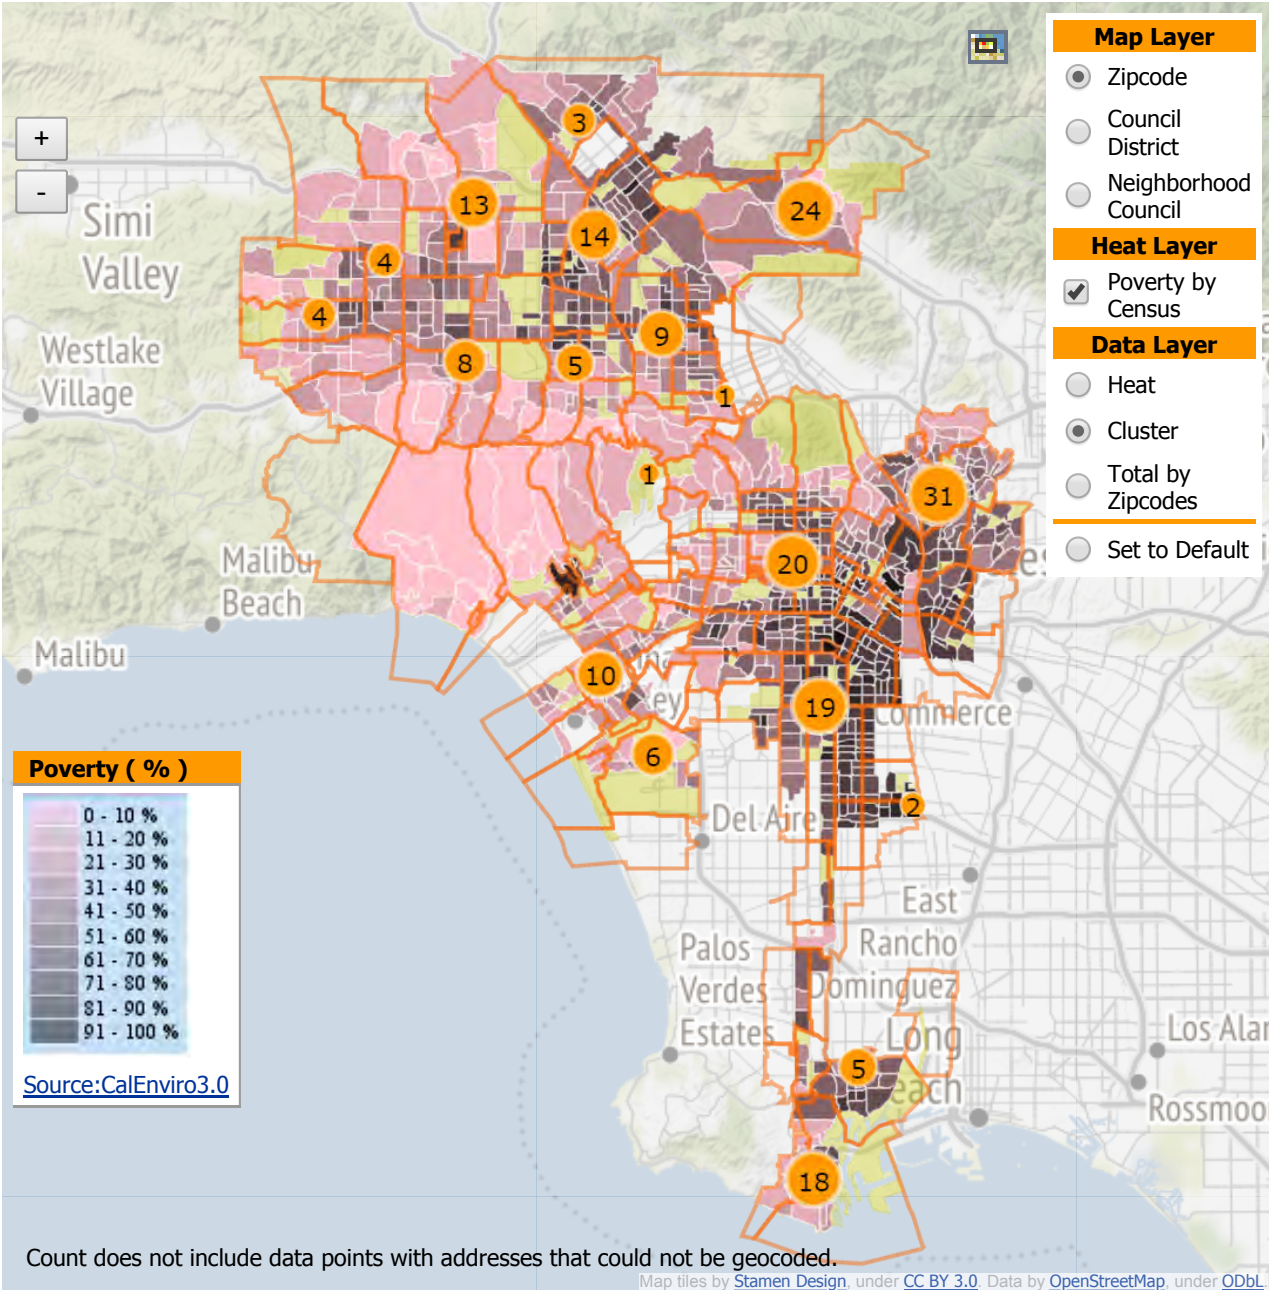 Map Layer
Zipcode
Council
District
Neighborhood
Council
Heat Layer
Poverty by
Census
Data Layer
Heat
Cluster
Total by
Zipcodes
Set to Default
+
-
3
13
24
14
4
4
9
8
5
1
1
31
20
10
19
6
2
5
18
Simi
Valley
Westlake
Village
Malibu
Beach
Malibu
Commerce
Del Aire
East
Rancho
Dominguez
Palos
Verdes
Estates
Long
Beach
Los Alar
Rossmoo
Poverty ( % )
0 - 10 %
11 - 20 %
21 - 30 %
31 - 40 %
41 - 50 %
51 - 60 %
61 - 70 %
71 - 80 %
81 - 90 %
91 - 100 %
Source:CalEnviro3.0
Count does not include data points with addresses that could not be geocoded.
Map tiles by Stamen Design, under CC BY 3.0. Data by OpenStreetMap, under ODbL.